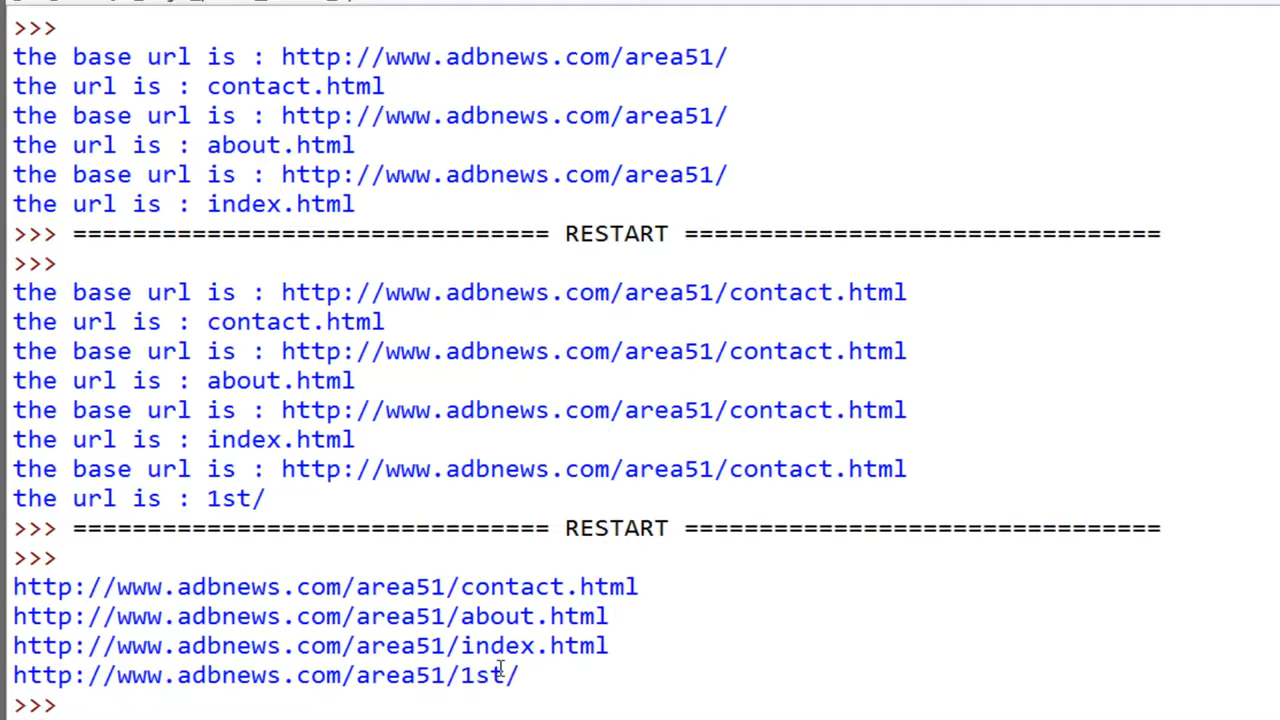 >>>
the base url is : http://www.adbnews.com/area51/
the url is : contact.html
the base url is : http://www.adbnews.com/area51/
the url is : about.html
the base url is : http://www.adbnews.com/area51/
the url is : index.html
>>> ================================ RESTART ================================
>>>
the base url is : http://www.adbnews.com/area51/contact.html
the url is : contact.html
the base url is : http://www.adbnews.com/area51/contact.html
the url is : about.html
the base url is : http://www.adbnews.com/area51/contact.html
the url is : index.html
the base url is : http://www.adbnews.com/area51/contact.html
the url is : 1st/
>>> ================================ RESTART ================================
>>>
http://www.adbnews.com/area51/contact.html
http://www.adbnews.com/area51/about.html
http://www.adbnews.com/area51/index.html
http://www.adbnews.com/area51/1st/
>>>